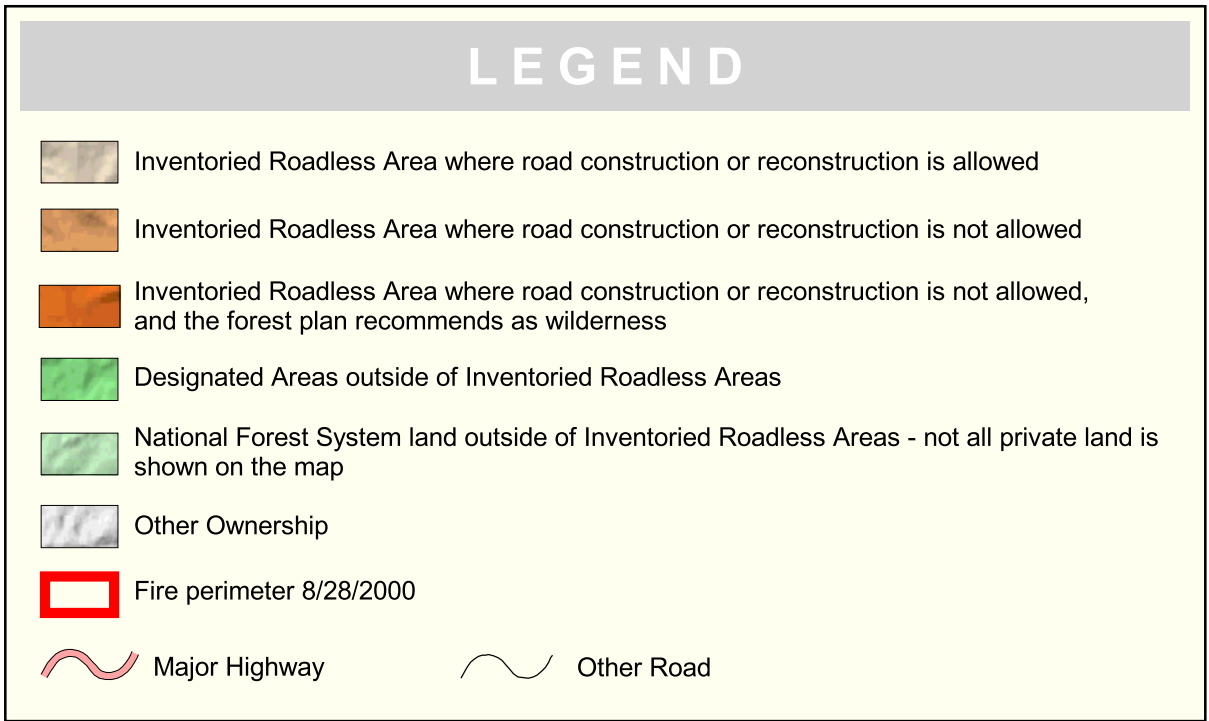 LEGEND
Inventoried Roadless Area where road construction or reconstruction is allowed
Inventoried Roadless Area where road construction or reconstruction is not allowed
Inventoried Roadless Area where road construction or reconstruction is not allowed,
and the forest plan recommends as wilderness
Designated Areas outside of Inventoried Roadless Areas
National Forest System land outside of Inventoried Roadless Areas - not all private land is
shown on the map
Other Ownership
Fire perimeter 8/28/2000
Major Highway
Other Road